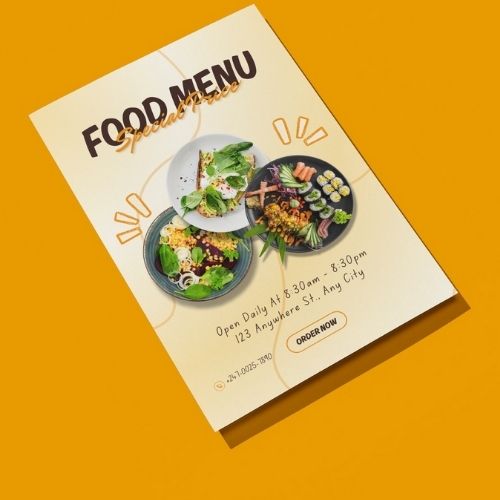 FOOD MENU
Special Price
Open Daily At 8:30am - 8:30pm
123 Anywhere St., Any City
ORDER NOW
+247-0025-7890